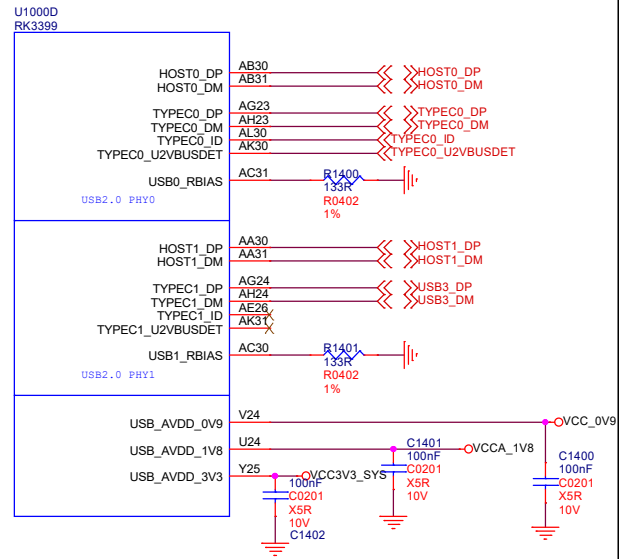 U1000D
RK3399
HOST0_DP AB30 HOST0_DP
HOST0_DM AB31 HOST0_DM
TYPEC0_DP AG23 TYPEC0_DP
TYPEC0_DM AH23 TYPEC0_DM
TYPEC0_ID AL30 TYPEC0_ID
TYPEC0_U2VBUSDET AK30 TYPEC0_U2VBUSDET
USB0_RBIAS AC31 R1400
133R
R0402
1%
USB2.0 PHY0
HOST1_DP AA30 HOST1_DP
HOST1_DM AA31 HOST1_DM
TYPEC1_DP AG24 USB3_DP
TYPEC1_DM AH24 USB3_DM
TYPEC1_ID AE26
TYPEC1_U2VBUSDET AK31
USB1_RBIAS AC30 R1401
133R
R0402
1%
USB2.0 PHY1
USB_AVDD_0V9 V24 VCC_0V9
USB_AVDD_1V8 U24 VCCA_1V8
USB_AVDD_3V3 Y25 VCC3V3_SYS
C1401
100nF
C0201
X5R
10V
C1400
100nF
C0201
X5R
10V
100nF
C0201
X5R
10V
C1402